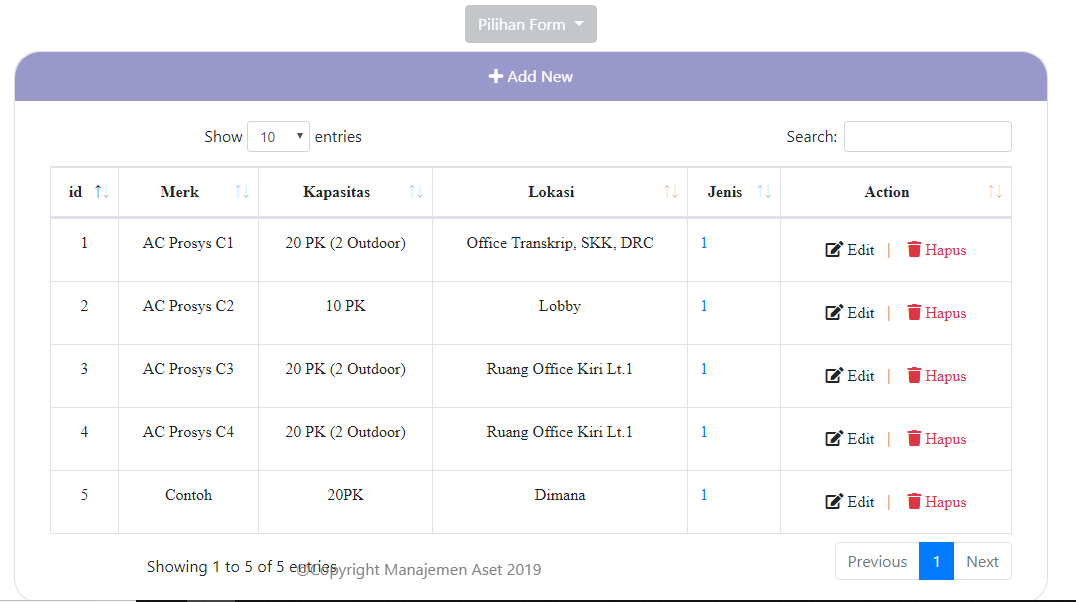 Pilihan Form
Add New
Show 10 entries Search:
id Merk Kapasitas Lokasi Jenis Action
1 AC Prosys C1 20 PK (2 Outdoor) Office Transkrip, SKK, DRC 1 Edit | Hapus
2 AC Prosys C2 10 PK Lobby 1 Edit | Hapus
3 AC Prosys C3 20 PK (2 Outdoor) Ruang Office Kiri Lt.1 1 Edit | Hapus
4 AC Prosys C4 20 PK (2 Outdoor) Ruang Office Kiri Lt.1 1 Edit | Hapus
5 Contoh 20PK Dimana 1 Edit | Hapus
Showing 1 to 5 of 5 entries Previous 1 Next
©Copyright Manajemen Aset 2019